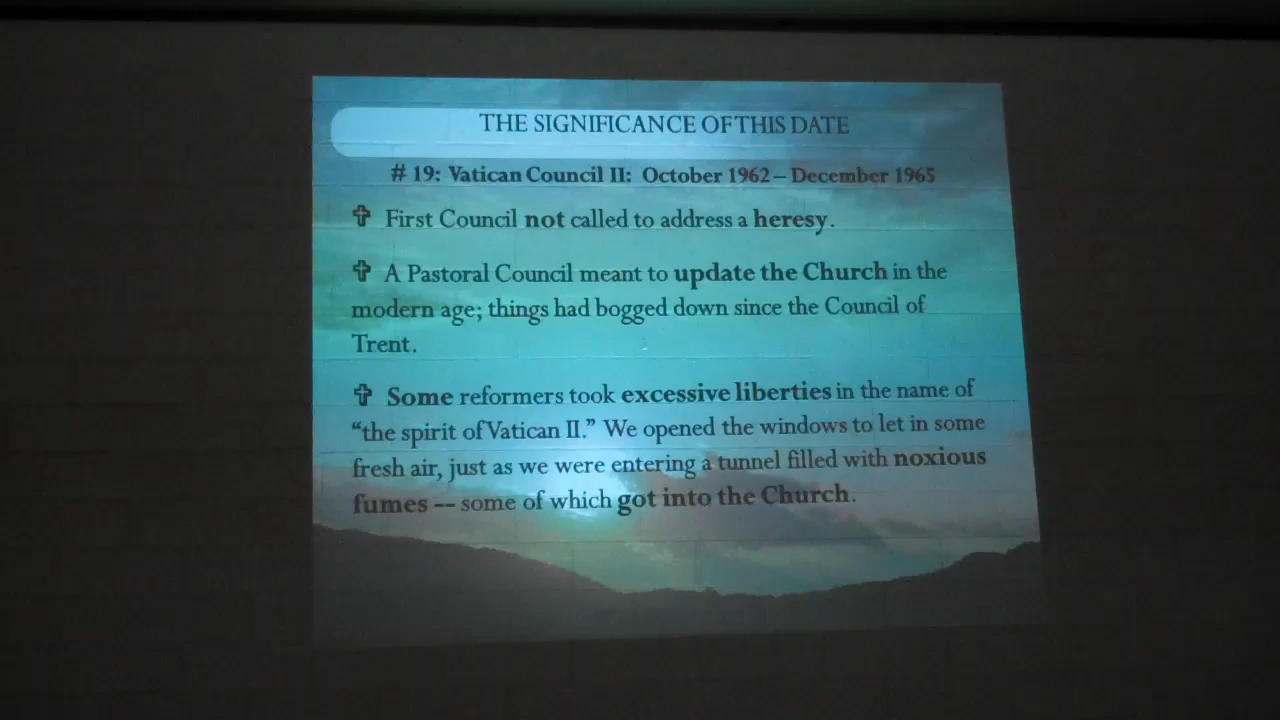 THE SIGNIFICANCE OF THIS DATE
# 19: Vatican Council II: October 1962 – December 1965
✞ First Council not called to address a heresy.
✞ A Pastoral Council meant to update the Church in the
modern age; things had bogged down since the Council of
Trent.
✞ Some reformers took excessive liberties in the name of
“the spirit of Vatican II.” We opened the windows to let in some
fresh air, just as we were entering a tunnel filled with noxious
fumes -- some of which got into the Church.